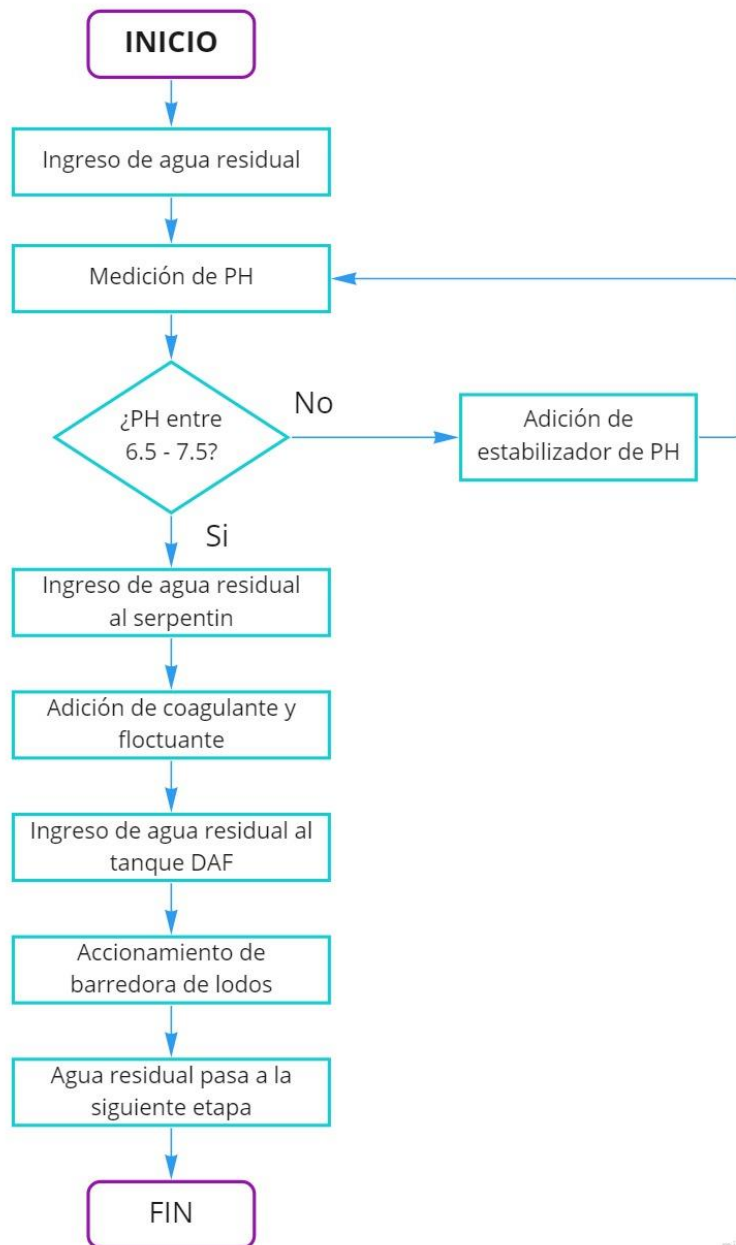 INICIO
Ingreso de agua residual
Medición de PH
¿PH entre
6.5 - 7.5?
No
Adición de
estabilizador de PH
Si
Ingreso de agua residual
al serpentin
Adición de coagulante y
floctuante
Ingreso de agua residual al
tanque DAF
Accionamiento de
barredora de lodos
Agua residual pasa a la
siguiente etapa
FIN